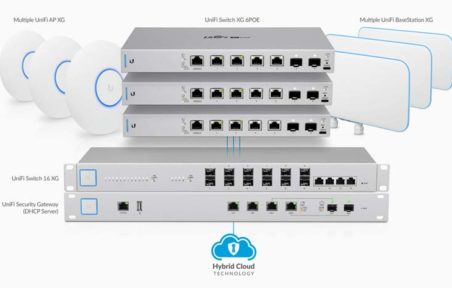 Multiple UniFi AP XG
UniFi Switch XG 6POE
Multiple UniFi BaseStation XG
UniFi Switch 16 XG
UniFi Security Gateway
(DHCP Server)
Hybrid Cloud
TECHNOLOGY